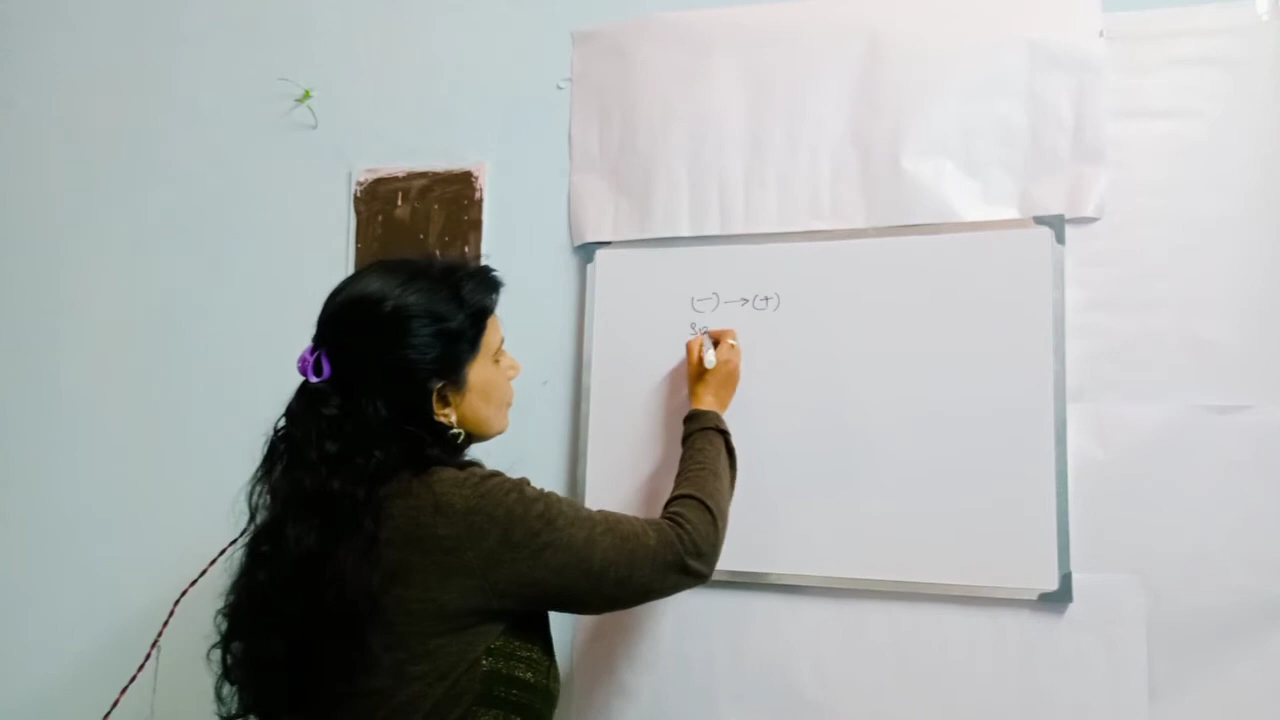 (-) → (+)